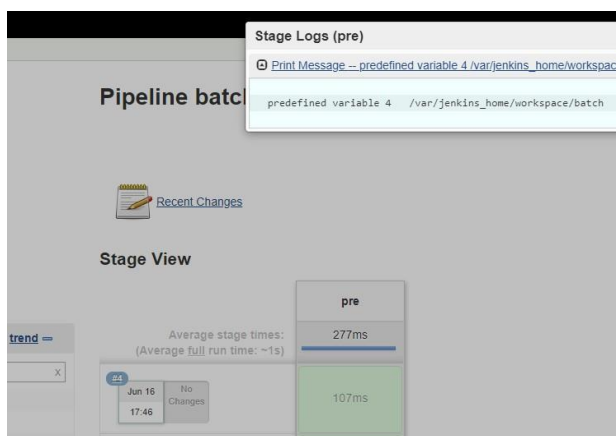 Stage Logs (pre)
Print Message -- predefined variable 4 /var/jenkins_home/workspac
predefined variable 4 /var/jenkins_home/workspace/batch
Pipeline batc
Recent Changes
Stage View
pre
Average stage times:
(Average full run time: ~1s)
277ms
trend
X
#4
Jun 16
17:46
No
Changes
107ms